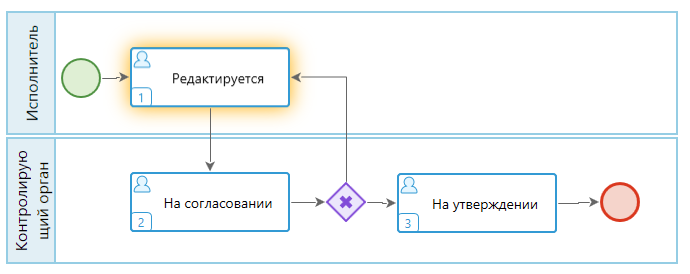 Исполнитель
Редактируется
1
Контролирую
щий орган
На согласовании
2
На утверждении
3